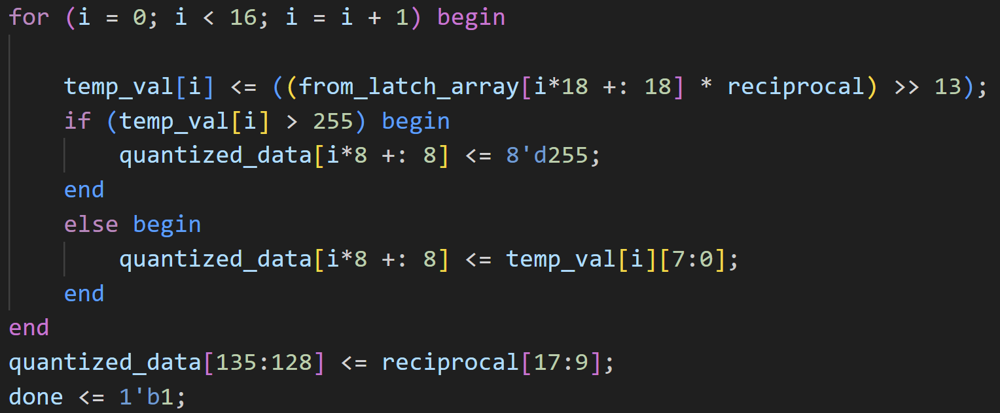 for (i = 0; i < 16; i = i + 1) begin
temp_val[i] <= ((from_latch_array[i*18 +: 18] * reciprocal) >> 13);
if (temp_val[i] > 255) begin
quantized_data[i*8 +: 8] <= 8'd255;
end
else begin
quantized_data[i*8 +: 8] <= temp_val[i][7:0];
end
end
quantized_data[135:128] <= reciprocal[17:9];
done <= 1'b1;